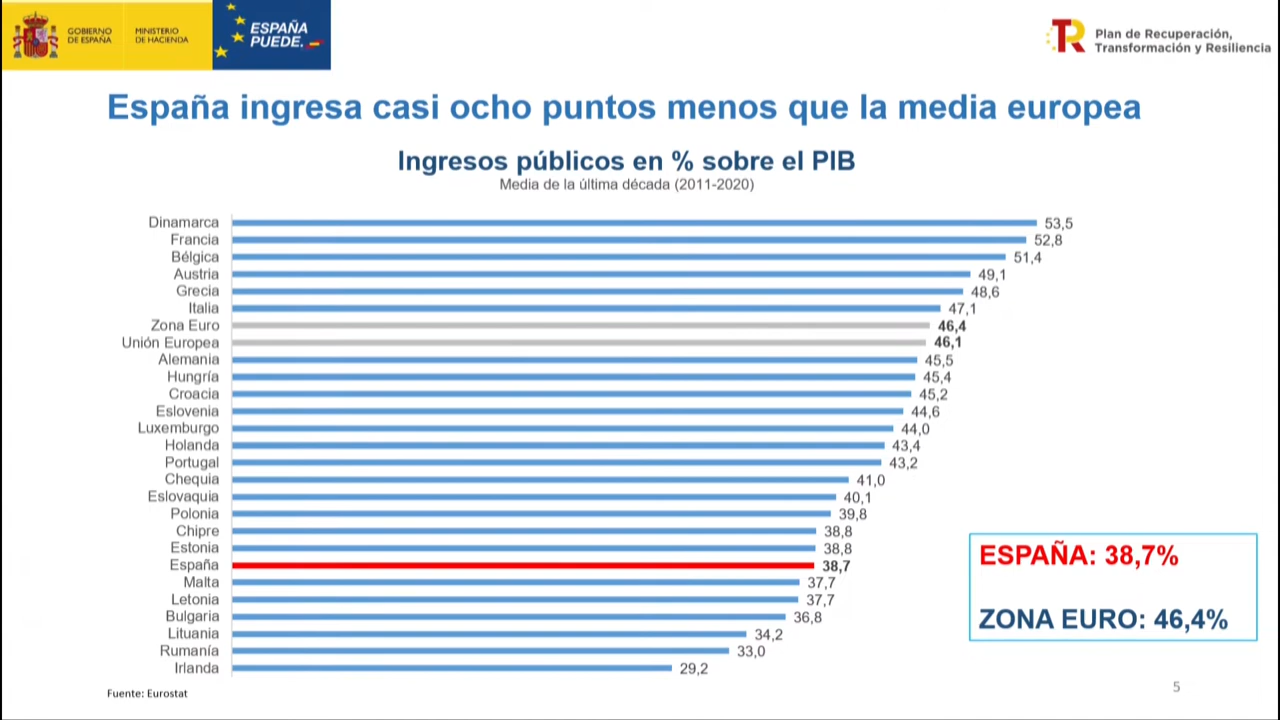 GOBIERNO
DE ESPAÑA
MINISTERIO
DE HACIENDA
ESPAÑA
PUEDE.
TR
Plan de Recuperación,
Transformación y Resiliencia
España ingresa casi ocho puntos menos que la media europea
Ingresos públicos en % sobre el PIB
Media de la última década (2011-2020)
Dinamarca 53,5
Francia 52,8
Bélgica 51,4
Austria 49,1
Grecia 48,6
Italia 47,1
Zona Euro 46,4
Unión Europea 46,1
Alemania 45,5
Hungría 45,4
Croacia 45,2
Eslovenia 44,6
Luxemburgo 44,0
Holanda 43,4
Portugal 43,2
Chequia 41,0
Eslovaquia 40,1
Polonia 39,8
Chipre 38,8
Estonia 38,8
España 38,7
Malta 37,7
Letonia 37,7
Bulgaria 36,8
Lituania 34,2
Rumanía 33,0
Irlanda 29,2
ESPAÑA: 38,7%
ZONA EURO: 46,4%
Fuente: Eurostat
5